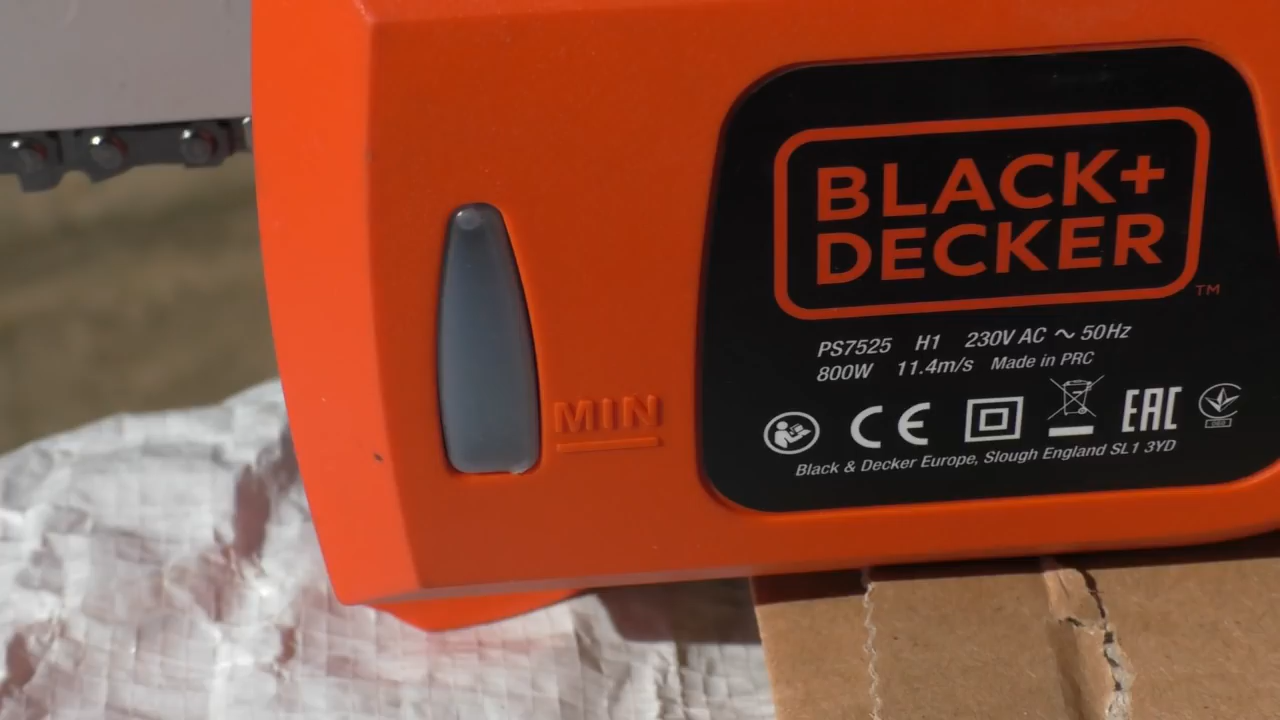 BLACK+
DECKER
TM
PS7525 H1 230V AC ~ 50Hz
800W 11.4m/s Made in PRC
MIN
CE EAC
Black & Decker Europe, Slough England SL1 3YD